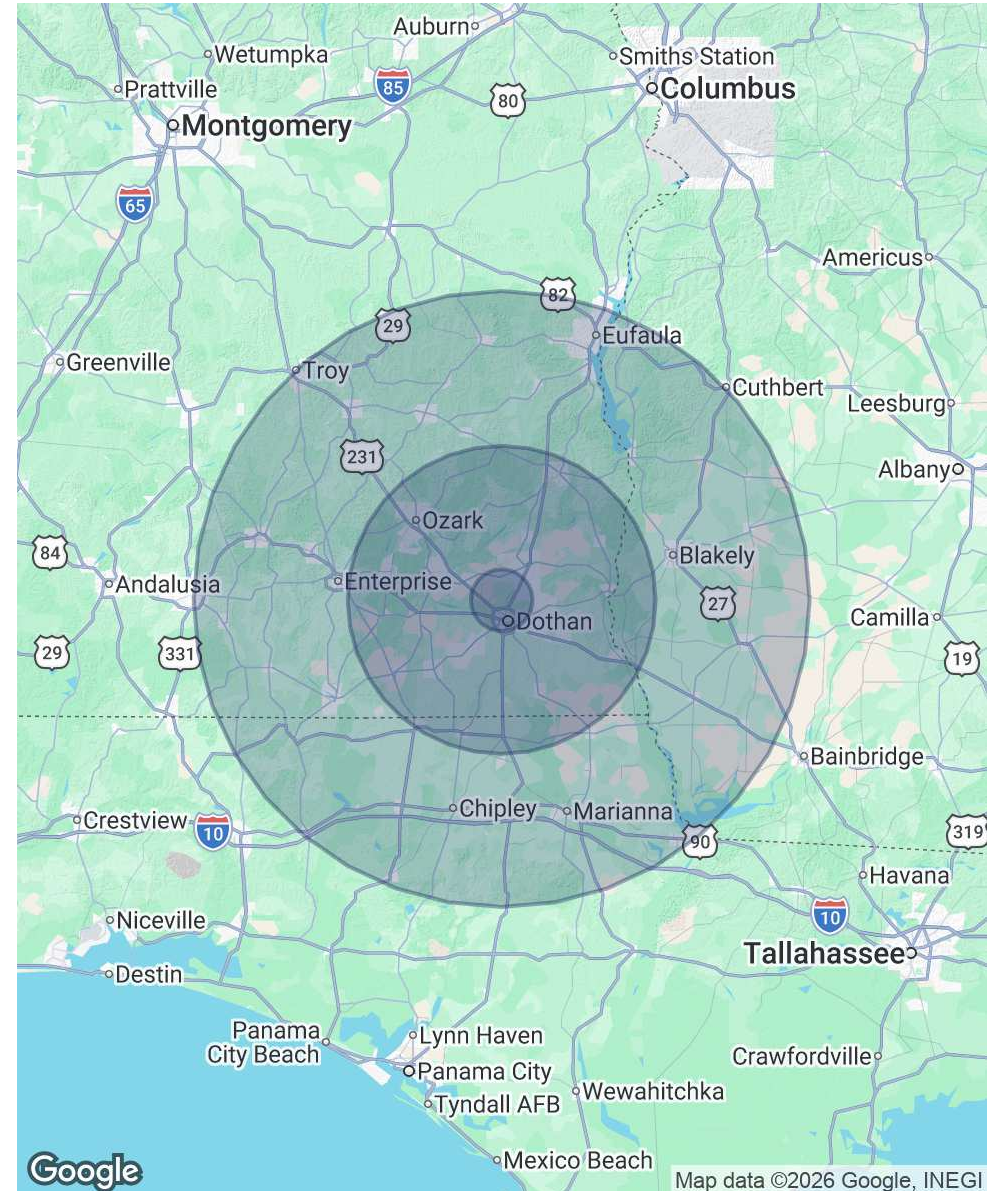 Auburn
Wetumpka
Smiths Station
Prattville
85
80
Columbus
Montgomery
65
Americus
82
29
Eufaula
Greenville
Troy
Cuthbert
Leesburg
231
Albany
Ozark
84
Blakely
Andalusia
Enterprise
27
Dothan
Camilla
29
331
19
Bainbridge
Chipley
Marianna
Crestview
10
90
319
Havana
10
Niceville
Tallahassee
Destin
Panama
City Beach
Lynn Haven
Crawfordville
Panama City
Wewahitchka
Tyndall AFB
Mexico Beach
Google
Map data ©2026 Google, INEGI